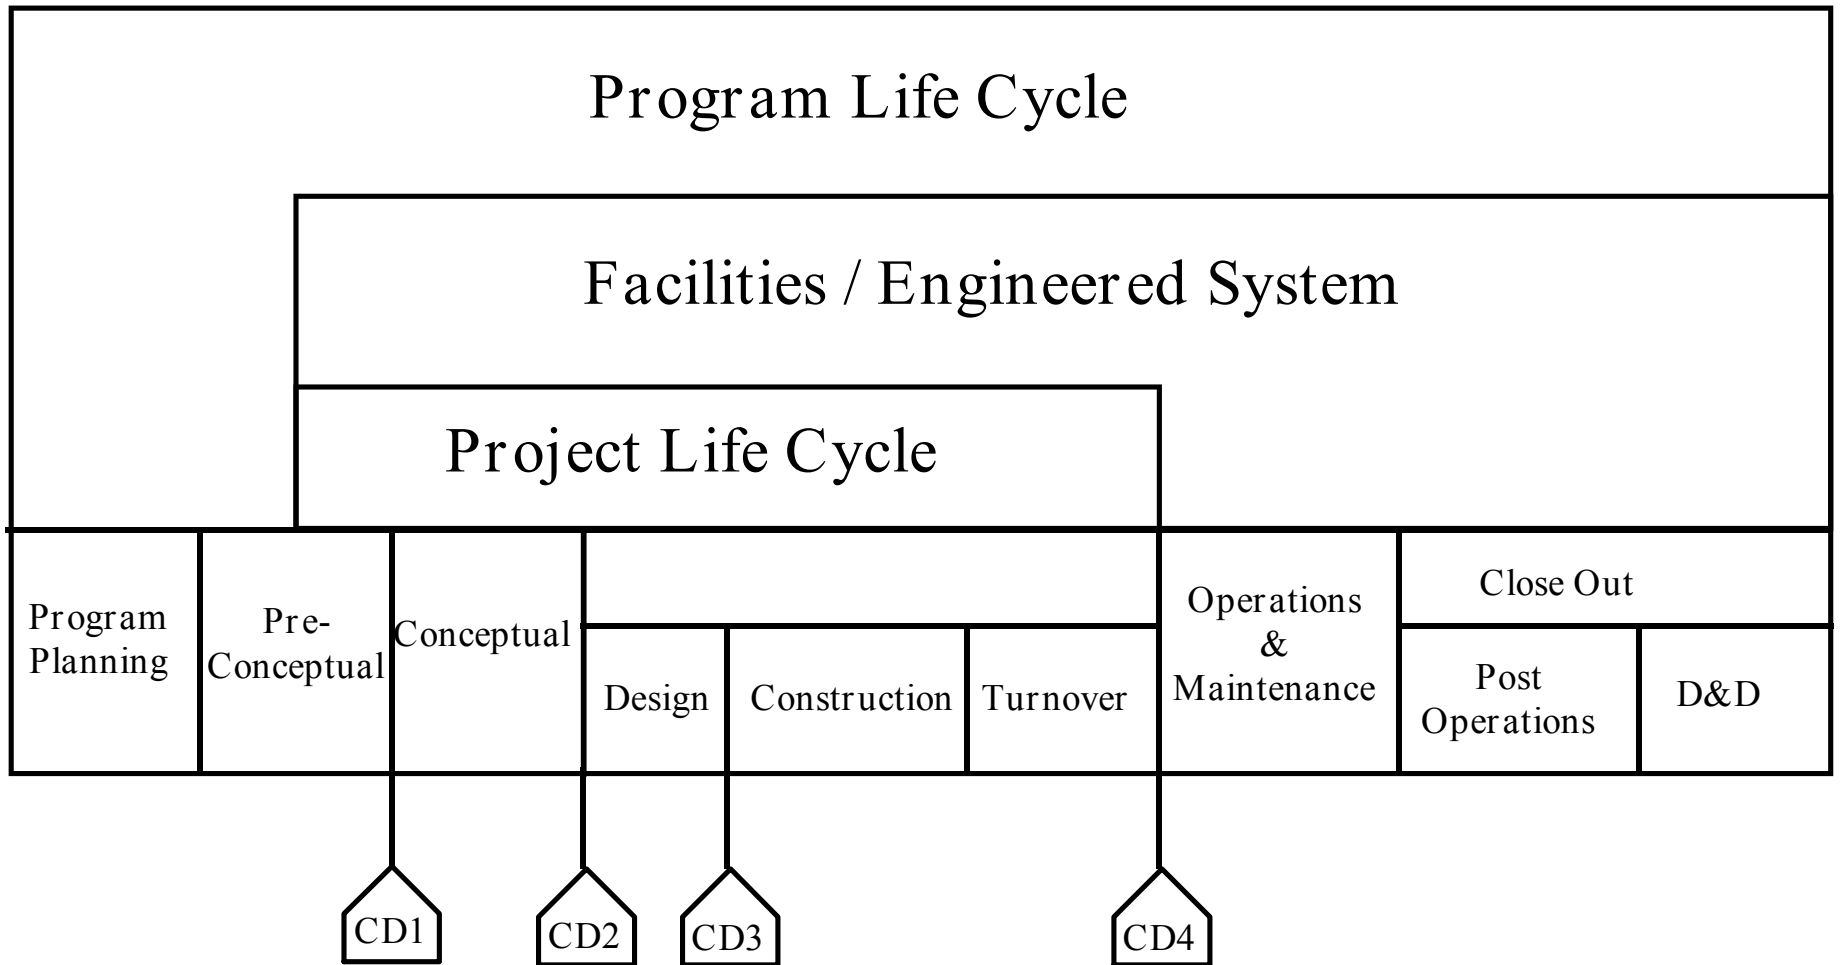 Program Life Cycle
Facilities / Engineered System
Project Life Cycle
Program
Planning
Pre-
Conceptual
Conceptual
Design
Construction
Turnover
Operations
&
Maintenance
Close Out
Post
Operations
D&D
CD1
CD2
CD3
CD4